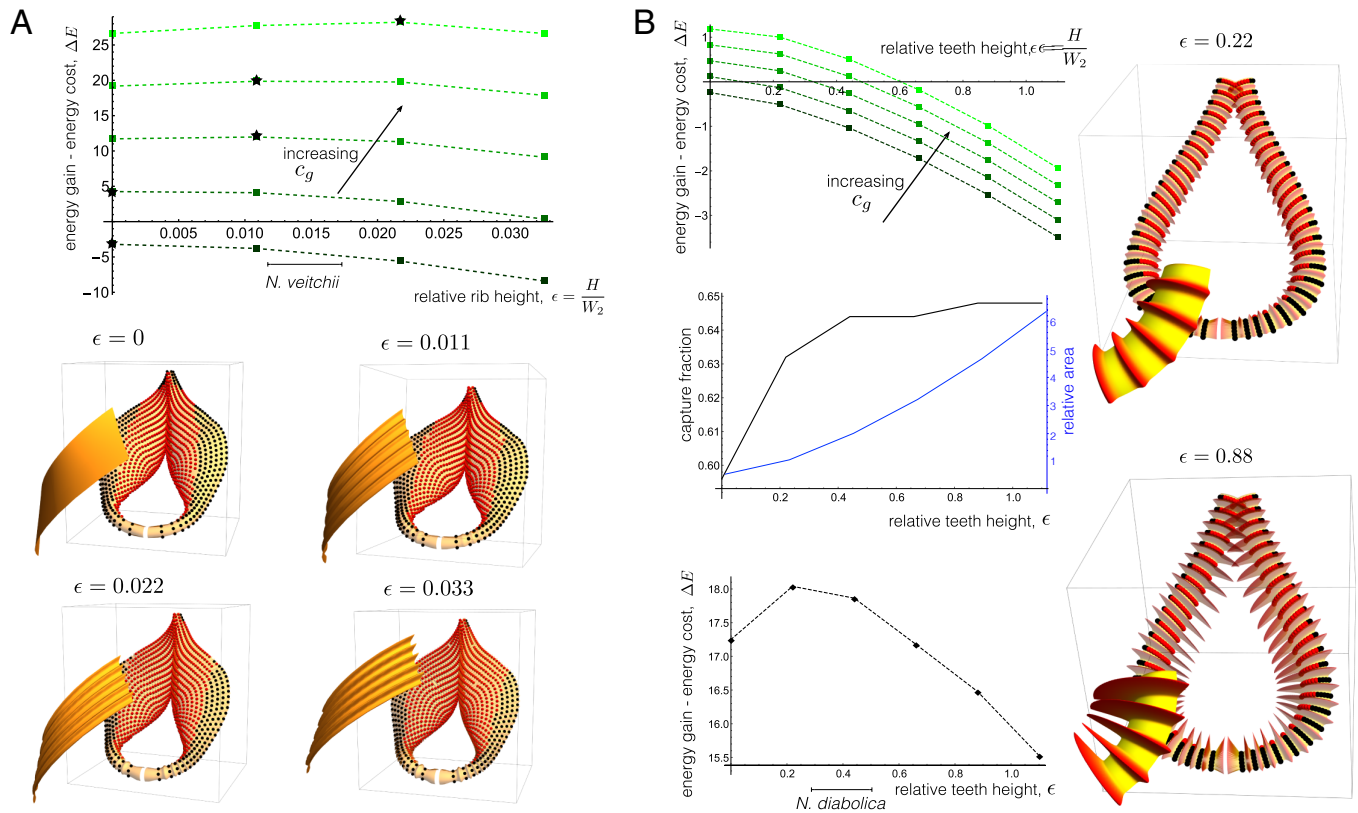 A
energy gain - energy cost, ΔE
25
20
15
10
5
−5
−10
0.005 0.010 0.015 0.020 0.025 0.030
increasing
c_g
N. veitchii
relative rib height, ϵ = H/W_2
ϵ = 0
ϵ = 0.011
ϵ = 0.022
ϵ = 0.033
B
energy gain - energy cost, ΔE
1
−1
−2
−3
relative teeth height, ϵ = H/W_2
0.2 0.4 0.6 0.8 1.0
increasing
c_g
ϵ = 0.22
capture fraction
0.65
0.64
0.63
0.62
0.61
0.60
0.0 0.2 0.4 0.6 0.8 1.0
relative area
6
5
4
3
2
1
relative teeth height, ϵ
ϵ = 0.88
energy gain - energy cost, ΔE
18.0
17.5
17.0
16.5
16.0
15.5
0.2 0.4 0.6 0.8 1.0
N. diabolica
relative teeth height, ϵ